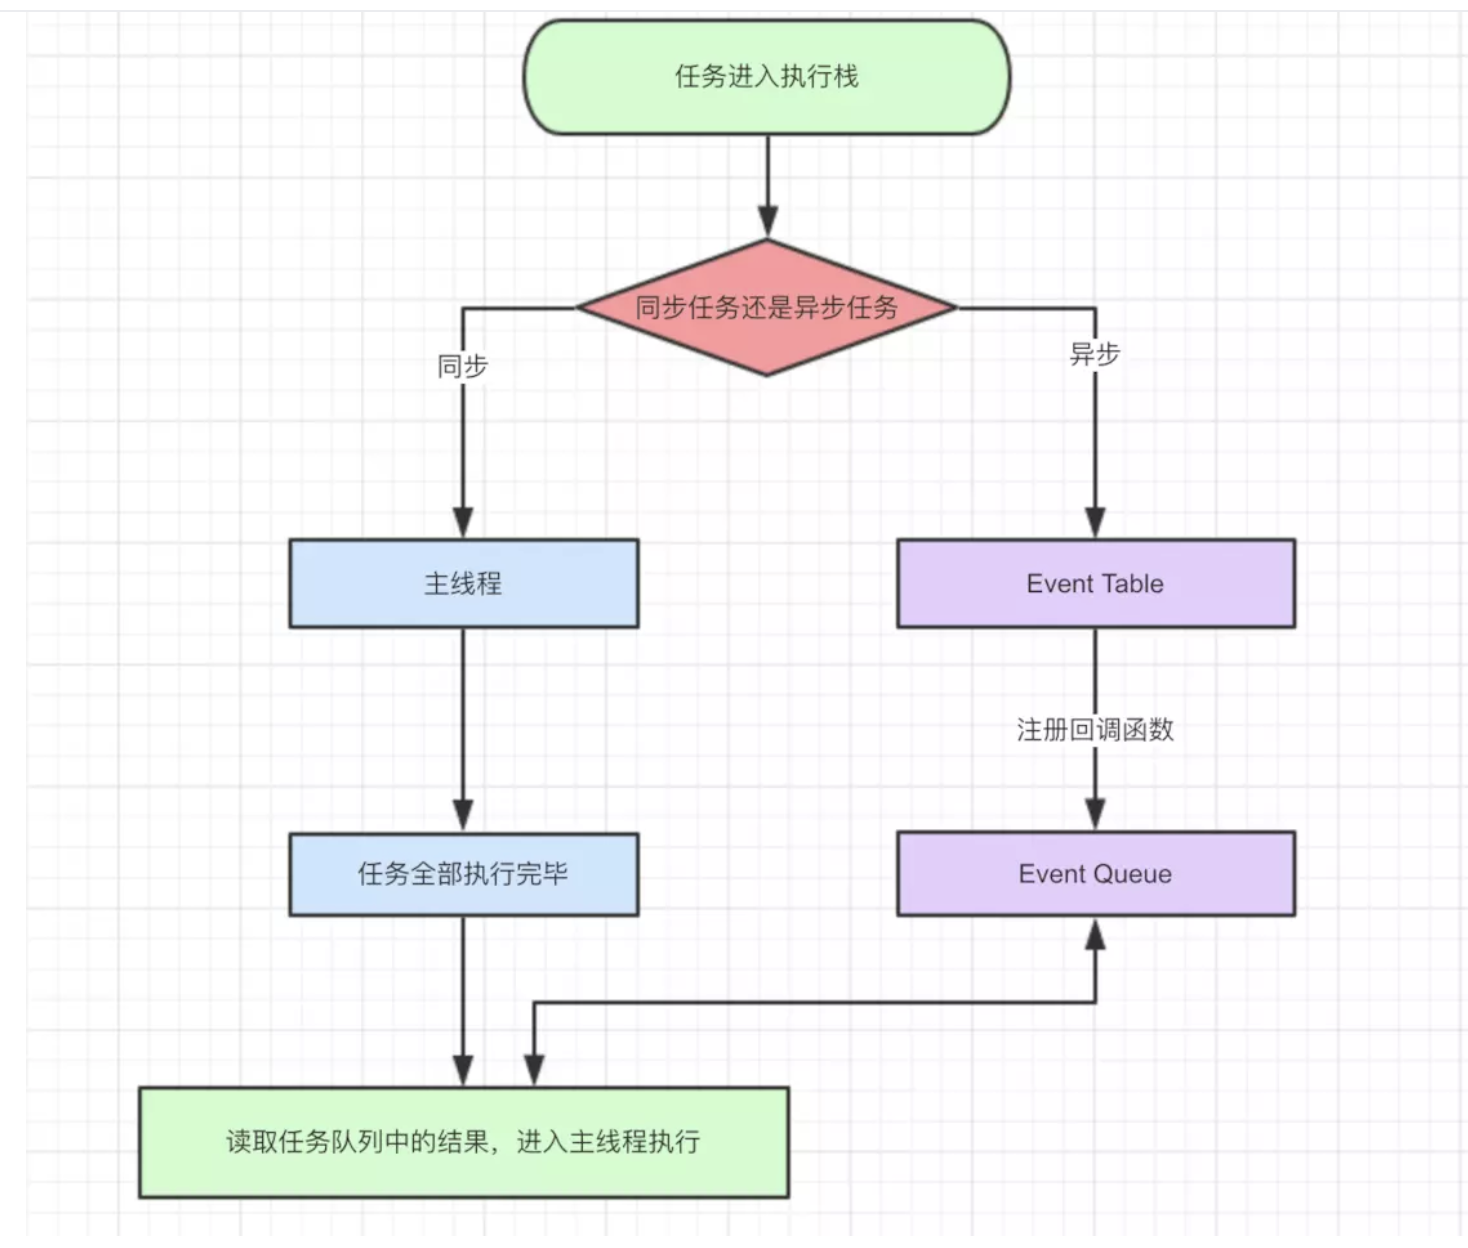 任务进入执行栈
同步任务还是异步任务
同步
异步
主线程
Event Table
注册回调函数
任务全部执行完毕
Event Queue
读取任务队列中的结果，进入主线程执行